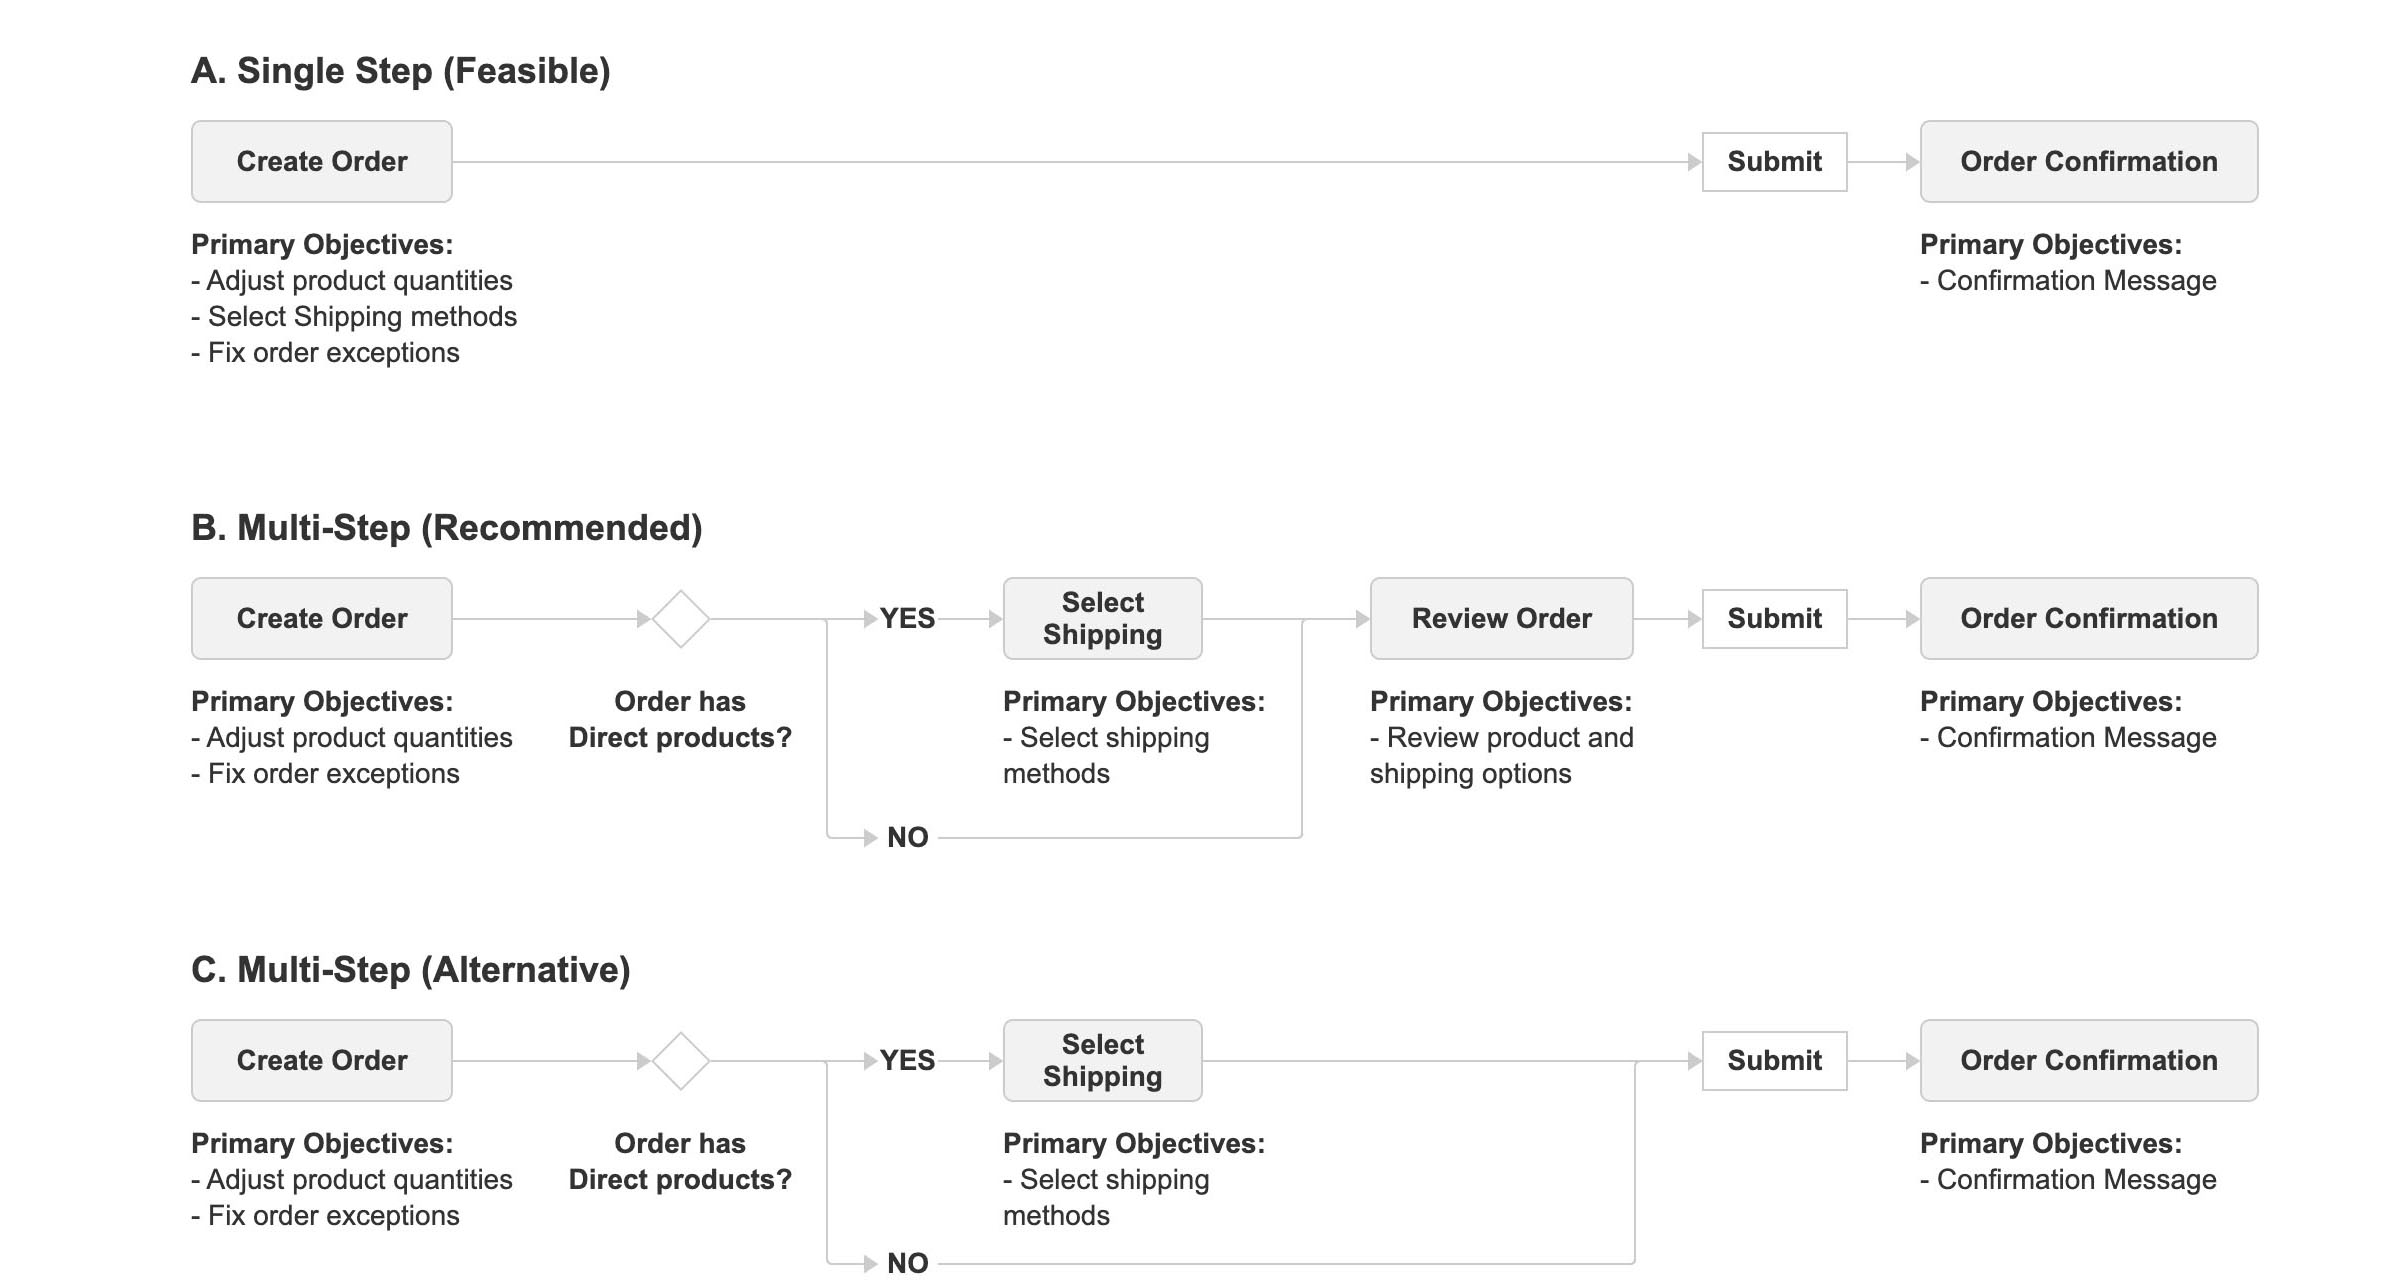 A. Single Step (Feasible)
Create Order
Submit
Order Confirmation
Primary Objectives:
- Adjust product quantities
- Select Shipping methods
- Fix order exceptions
Primary Objectives:
- Confirmation Message
B. Multi-Step (Recommended)
Create Order
YES
Select
Shipping
Review Order
Submit
Order Confirmation
Primary Objectives:
- Adjust product quantities
- Fix order exceptions
Order has
Direct products?
Primary Objectives:
- Select shipping
methods
Primary Objectives:
- Review product and
shipping options
Primary Objectives:
- Confirmation Message
NO
C. Multi-Step (Alternative)
Create Order
YES
Select
Shipping
Submit
Order Confirmation
Primary Objectives:
- Adjust product quantities
- Fix order exceptions
Order has
Direct products?
Primary Objectives:
- Select shipping
methods
Primary Objectives:
- Confirmation Message
NO